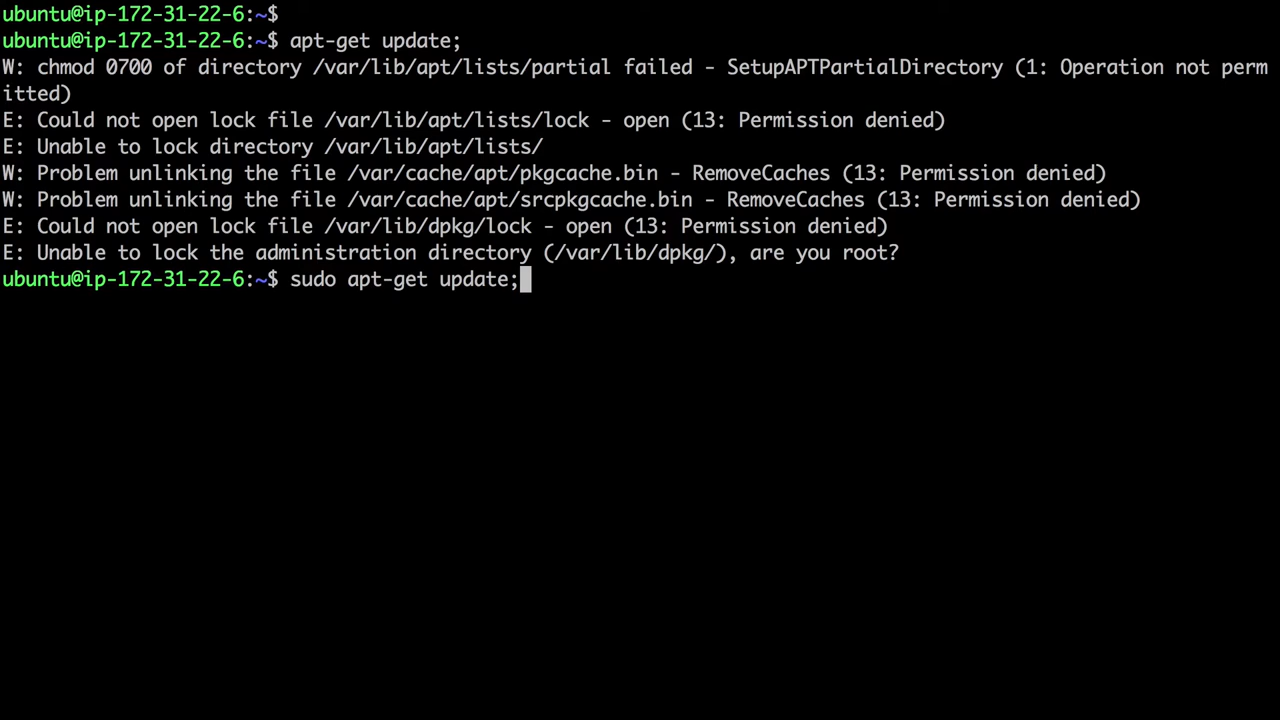 ubuntu@ip-172-31-22-6:~$
ubuntu@ip-172-31-22-6:~$ apt-get update;
W: chmod 0700 of directory /var/lib/apt/lists/partial failed - SetupAPTPartialDirectory (1: Operation not perm
itted)
E: Could not open lock file /var/lib/apt/lists/lock - open (13: Permission denied)
E: Unable to lock directory /var/lib/apt/lists/
W: Problem unlinking the file /var/cache/apt/pkgcache.bin - RemoveCaches (13: Permission denied)
W: Problem unlinking the file /var/cache/apt/srcpkgcache.bin - RemoveCaches (13: Permission denied)
E: Could not open lock file /var/lib/dpkg/lock - open (13: Permission denied)
E: Unable to lock the administration directory (/var/lib/dpkg/), are you root?
ubuntu@ip-172-31-22-6:~$ sudo apt-get update;